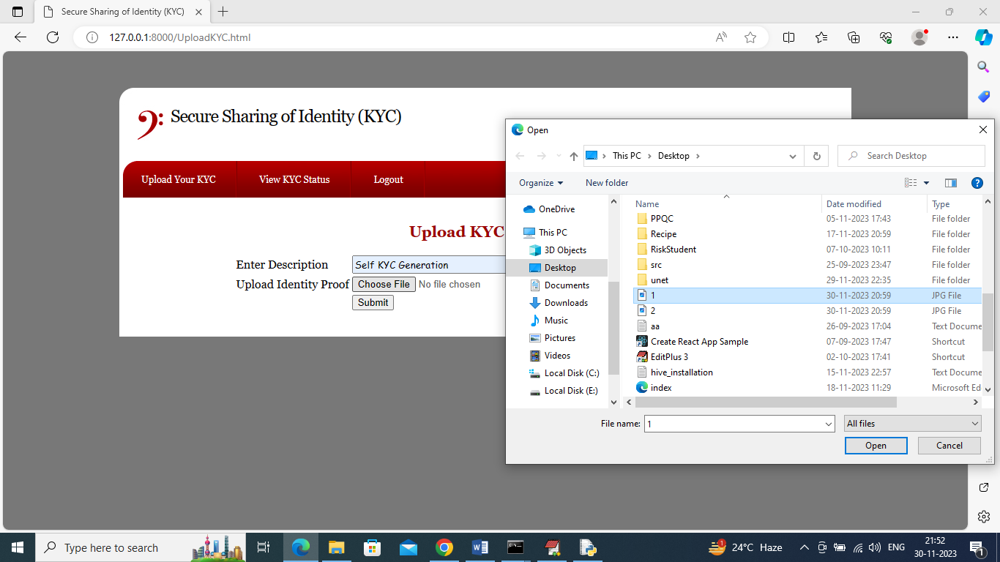 Secure Sharing of Identity (KYC)
127.0.0.1:8000/UploadKYC.html
Secure Sharing of Identity (KYC)
Upload Your KYC View KYC Status Logout
Upload KYC
Enter Description Self KYC Generation
Upload Identity Proof Choose File No file chosen
Submit
Open
This PC Desktop
Search Desktop
Organize New folder
OneDrive
This PC
3D Objects
Desktop
Documents
Downloads
Music
Pictures
Videos
Local Disk (C:)
Local Disk (E:)
Name Date modified Type
PPQC 05-11-2023 17:43 File folder
Recipe 17-11-2023 20:59 File folder
RiskStudent 07-10-2023 10:11 File folder
src 25-09-2023 23:47 File folder
unet 29-11-2023 22:35 File folder
1 30-11-2023 20:59 JPG File
2 30-11-2023 20:59 JPG File
aa 26-09-2023 17:04 Text Docume
Create React App Sample 07-09-2023 17:47 Shortcut
EditPlus 3 02-10-2023 17:41 Shortcut
hive_installation 15-11-2023 22:57 Text Docume
index 18-11-2023 11:29 Microsoft Ed
File name: 1 All files
Open Cancel
Type here to search
1
24°C Haze
ENG
21:52
30-11-2023
1